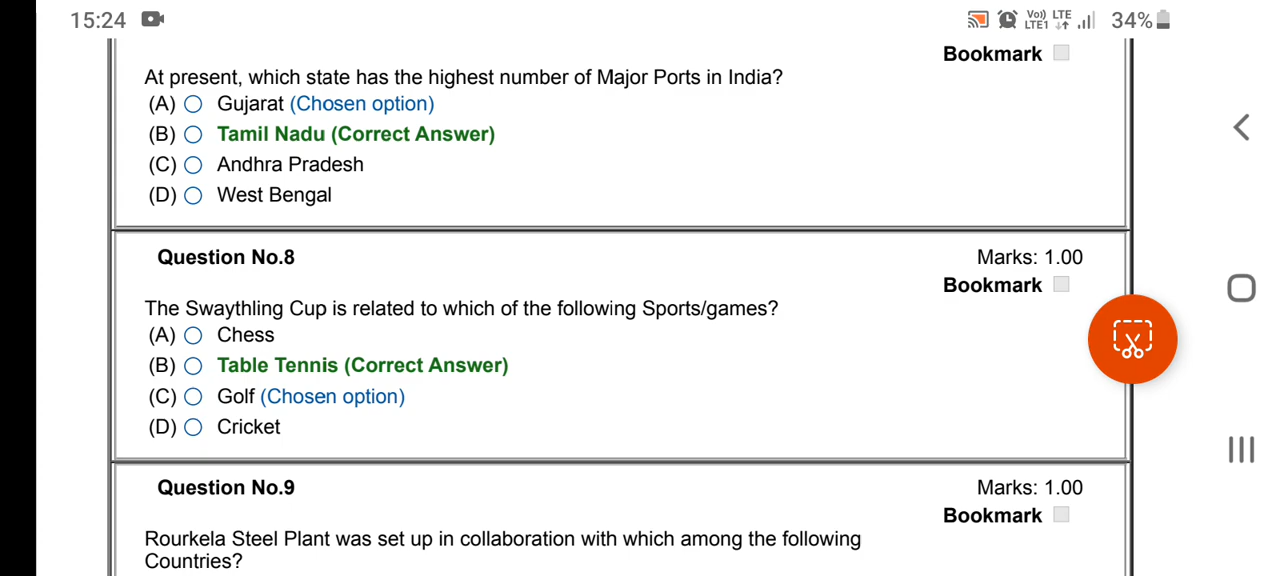 15:24 Vo)) LTE LTE1 34%
Bookmark
At present, which state has the highest number of Major Ports in India?
(A) Gujarat (Chosen option)
(B) Tamil Nadu (Correct Answer)
(C) Andhra Pradesh
(D) West Bengal
Question No.8 Marks: 1.00
Bookmark
The Swaythling Cup is related to which of the following Sports/games?
(A) Chess
(B) Table Tennis (Correct Answer)
(C) Golf (Chosen option)
(D) Cricket
Question No.9 Marks: 1.00
Bookmark
Rourkela Steel Plant was set up in collaboration with which among the following
Countries?